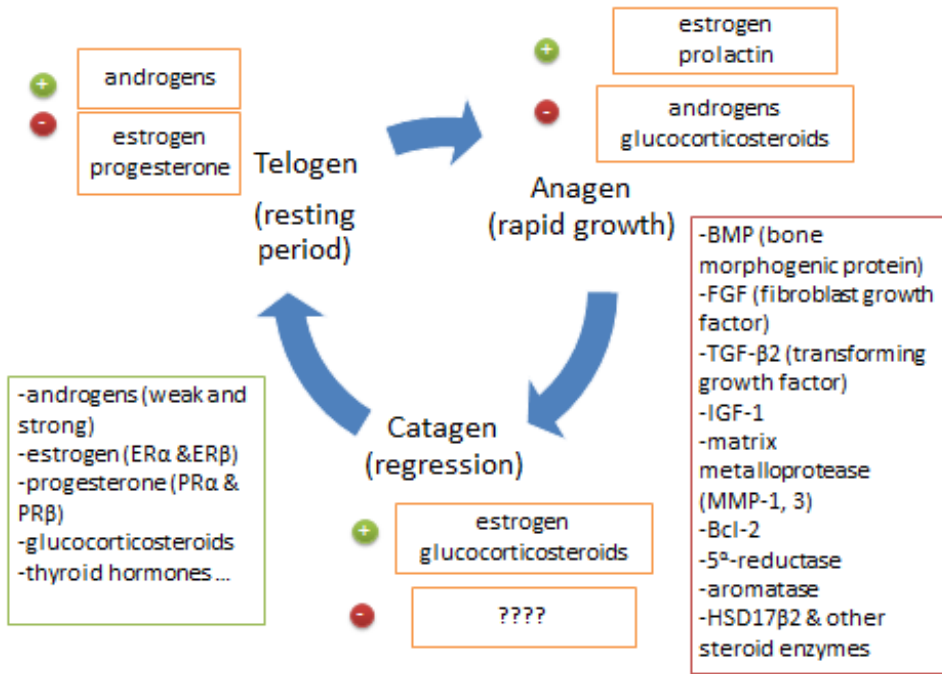 +
androgens
-
estrogen
progesterone
Telogen
(resting
period)
+
estrogen
prolactin
-
androgens
glucocorticosteroids
Anagen
(rapid growth)
-BMP (bone
morphogenic protein)
-FGF (fibroblast growth
factor)
-TGF-β2 (transforming
growth factor)
-IGF-1
-matrix
metalloprotease
(MMP-1, 3)
-Bcl-2
-5ᵅ-reductase
-aromatase
-HSD17β2 & other
steroid enzymes
Catagen
(regression)
+
estrogen
glucocorticosteroids
-
????
-androgens (weak and
strong)
-estrogen (ERα &ERβ)
-progesterone (PRα &
PRβ)
-glucocorticosteroids
-thyroid hormones ...